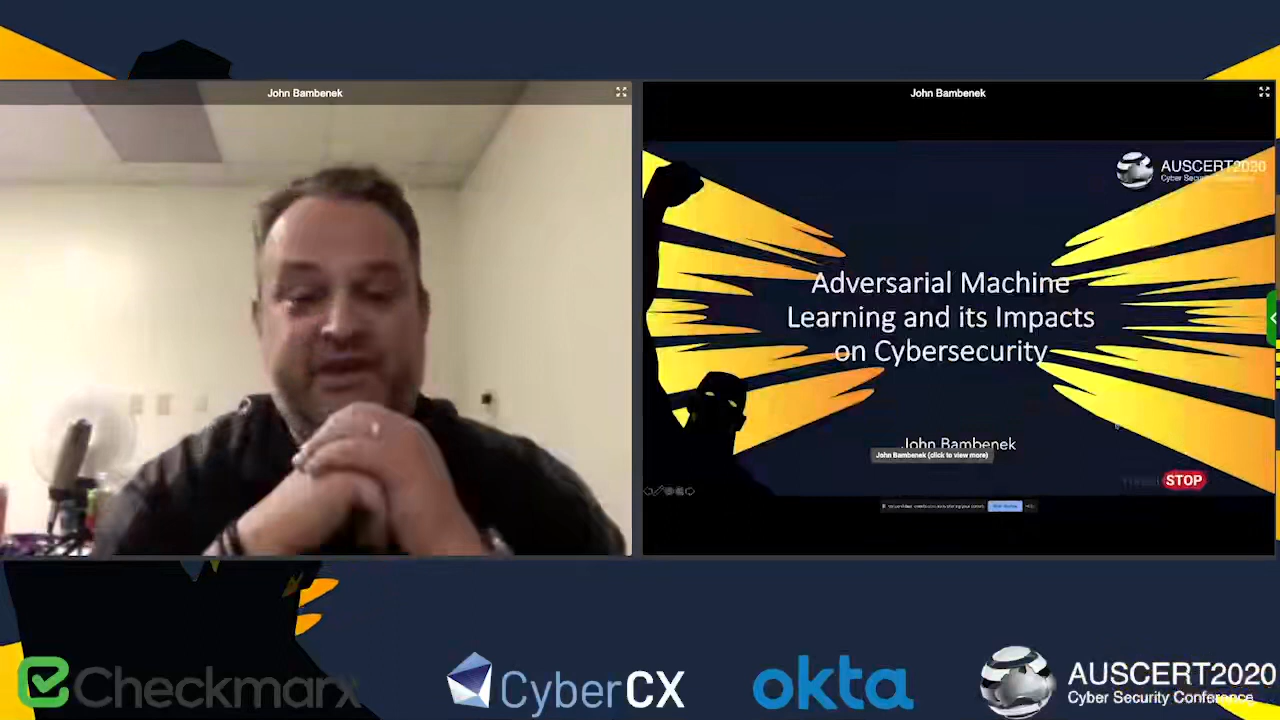 John Bambenek
John Bambenek
AUSCERT2020
Cyber Security Conference
Adversarial Machine
Learning and its Impacts
on Cybersecurity
John Bambenek
John Bambenek (click to view more)
STOP
Checkmarx
CyberCX
okta
AUSCERT2020
Cyber Security Conference